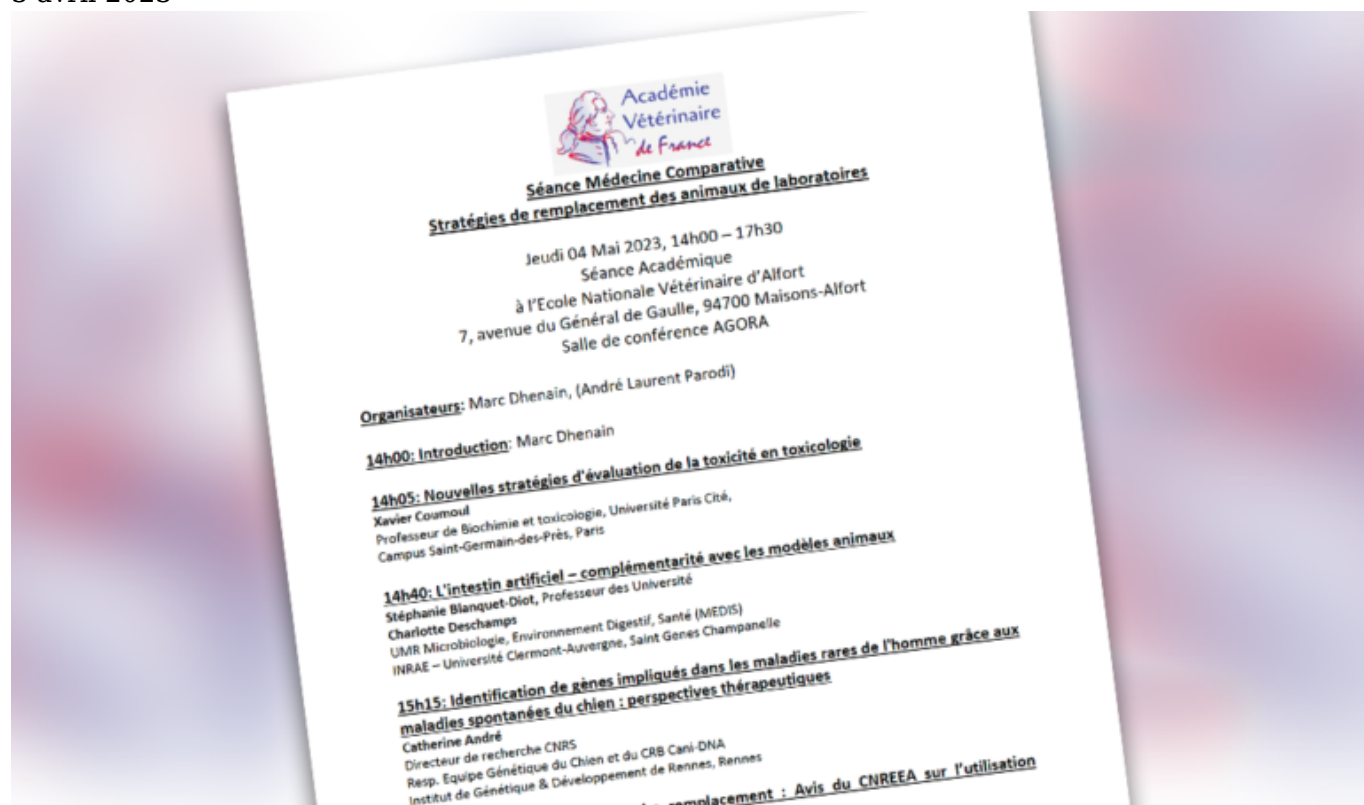 avril 2023
Académie
Vétérinaire
de France
Séance Médecine Comparative
Stratégies de remplacement des animaux de laboratoires
Jeudi 04 Mai 2023, 14h00 – 17h30
Séance Académique
à l'Ecole Nationale Vétérinaire d'Alfort
7, avenue du Général de Gaulle, 94700 Maisons-Alfort
Salle de conférence AGORA
Organisateurs: Marc Dhenain, (André Laurent Parodi)
14h00: Introduction: Marc Dhenain
14h05: Nouvelles stratégies d'évaluation de la toxicité en toxicologie
Xavier Coumoul
Professeur de Biochimie et toxicologie, Université Paris Cité,
Campus Saint-Germain-des-Près, Paris
14h40: L'intestin artificiel – complémentarité avec les modèles animaux
Stéphanie Blanquet-Diot, Professeur des Université
Charlotte Deschamps
UMR Microbiologie, Environnement Digestif, Santé (MEDIS)
INRAE – Université Clermont-Auvergne, Saint Genes Champanelle
15h15: Identification de gènes impliqués dans les maladies rares de l'homme grâce aux
maladies spontanées du chien : perspectives thérapeutiques
Catherine André
Directeur de recherche CNRS
Resp. Equipe Génétique du Chien et du CRB Cani-DNA
Institut de Génétique & Développement de Rennes, Rennes
remplacement : Avis du CNREEA sur l'utilisation